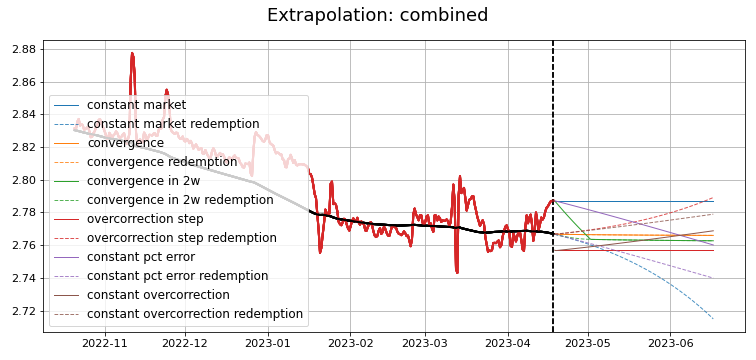 Extrapolation: combined
2.88
2.86
2.84
2.82
2.80
2.78
2.76
2.74
2.72
constant market
constant market redemption
convergence
convergence redemption
convergence in 2w
convergence in 2w redemption
overcorrection step
overcorrection step redemption
constant pct error
constant pct error redemption
constant overcorrection
constant overcorrection redemption
2022-11 2022-12 2023-01 2023-02 2023-03 2023-04 2023-05 2023-06